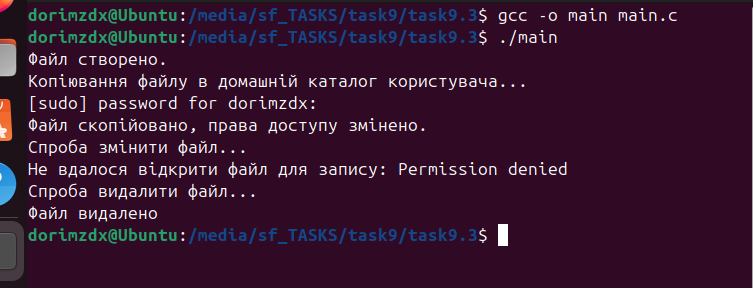 dorimzdx@Ubuntu:/media/sf_TASKS/task9/task9.3$ gcc -o main main.c
dorimzdx@Ubuntu:/media/sf_TASKS/task9/task9.3$ ./main
Файл створено.
Копіювання файлу в домашній каталог користувача...
[sudo] password for dorimzdx:
Файл скопійовано, права доступу змінено.
Спроба змінити файл...
Не вдалося відкрити файл для запису: Permission denied
Спроба видалити файл...
Файл видалено
dorimzdx@Ubuntu:/media/sf_TASKS/task9/task9.3$